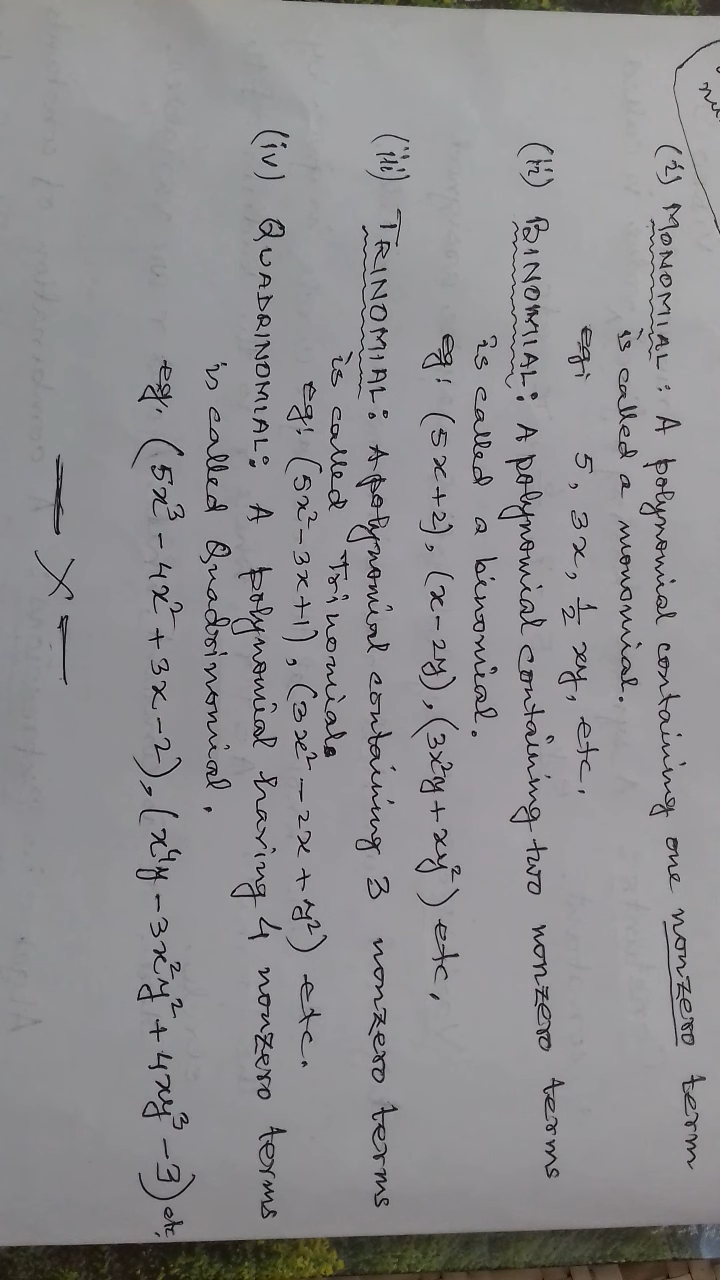 (i) MONOMIAL: A polynomial containing one nonzero term
is called a monomial.
eg: 5, 3x, 1/2 xy, etc.
(ii) BINOMIAL: A polynomial containing two nonzero terms
is called a binomial.
eg: (5x+2), (x-2y), (3x²y+xy²) etc.
(iii) TRINOMIAL: A polynomial containing 3 nonzero terms
is called Trinomials
eg: (5x²-3x+1), (3x²-2x+y²) etc.
(iv) QUADRINOMIAL: A polynomial having 4 nonzero terms
is called Quadrinomial.
eg: (5x³-4x²+3x-2), (x⁴y-3x²y²+4xy³-3) etc.
— X —